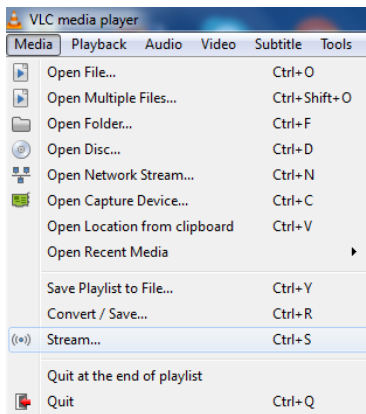 VLC media player
Media Playback Audio Video Subtitle Tools
Open File... Ctrl+O
Open Multiple Files... Ctrl+Shift+O
Open Folder... Ctrl+F
Open Disc... Ctrl+D
Open Network Stream... Ctrl+N
Open Capture Device... Ctrl+C
Open Location from clipboard Ctrl+V
Open Recent Media
Save Playlist to File... Ctrl+Y
Convert / Save... Ctrl+R
Stream... Ctrl+S
Quit at the end of playlist
Quit Ctrl+Q